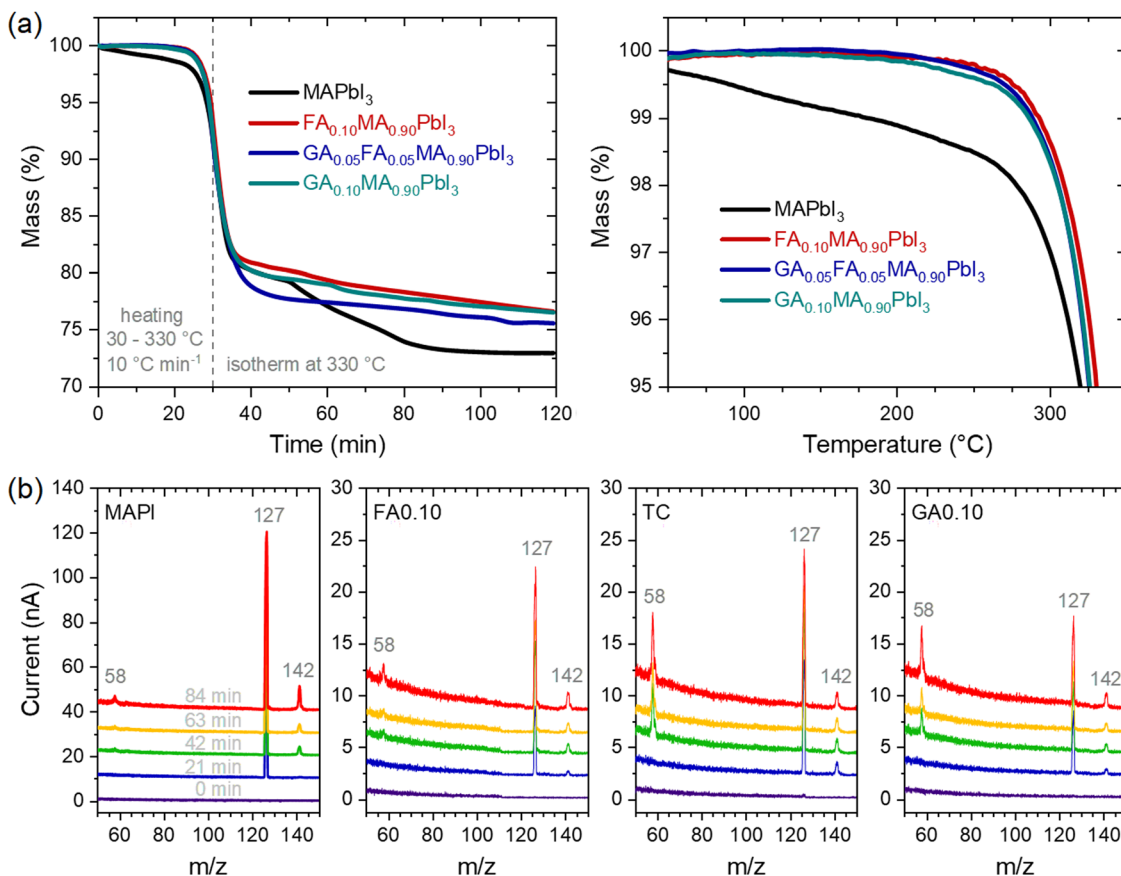 (a)
100
95
90
85
80
75
70
Mass (%)
MAPbI3
FA0.10MA0.90PbI3
GA0.05FA0.05MA0.90PbI3
GA0.10MA0.90PbI3
heating
30 - 330 °C
10 °C min-1
isotherm at 330 °C
0 20 40 60 80 100 120
Time (min)
100
99
98
97
96
95
Mass (%)
MAPbI3
FA0.10MA0.90PbI3
GA0.05FA0.05MA0.90PbI3
GA0.10MA0.90PbI3
100 200 250 300
Temperature (°C)
(b)
140
120
100
80
60
40
20
0
Current (nA)
MAPI
127
58
142
84 min
63 min
42 min
21 min
0 min
60 80 100 120 140
m/z
30
25
20
15
10
5
0
FA0.10
127
58
142
60 80 100 120 140
m/z
30
25
20
15
10
5
0
TC
127
58
142
60 80 100 120 140
m/z
30
25
20
15
10
5
0
GA0.10
127
58
142
60 80 100 120 140
m/z